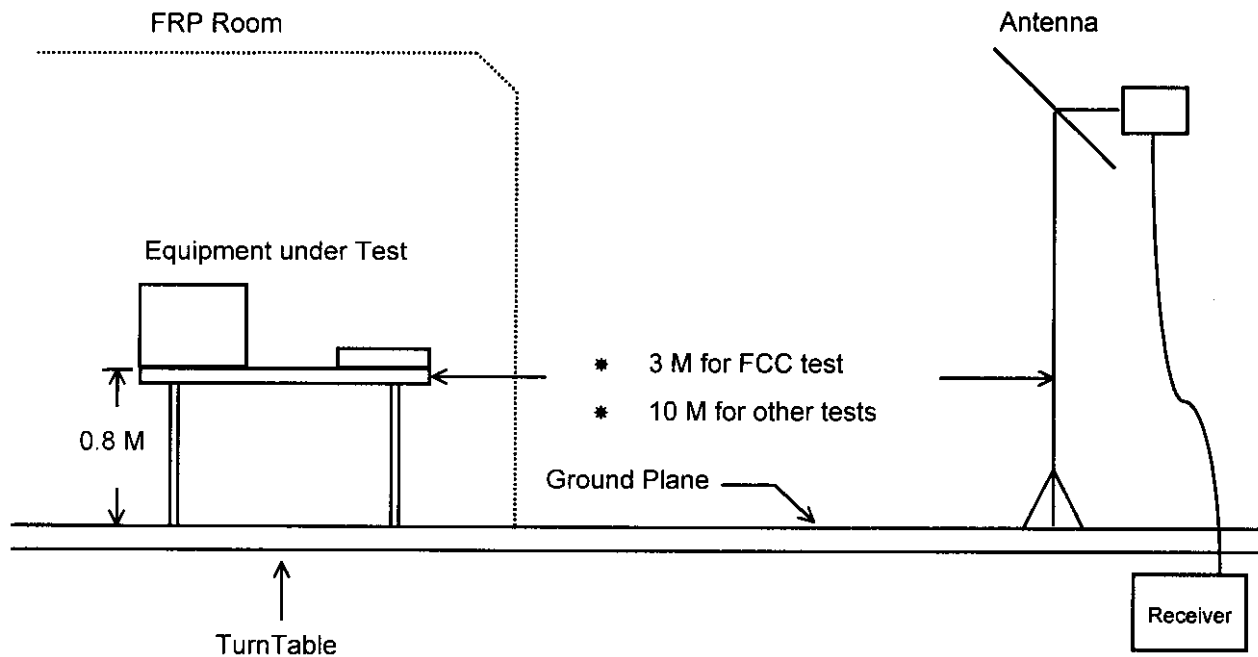 FRP Room
Antenna
Equipment under Test
* 3 M for FCC test
* 10 M for other tests
0.8 M
Ground Plane
Receiver
TurnTable